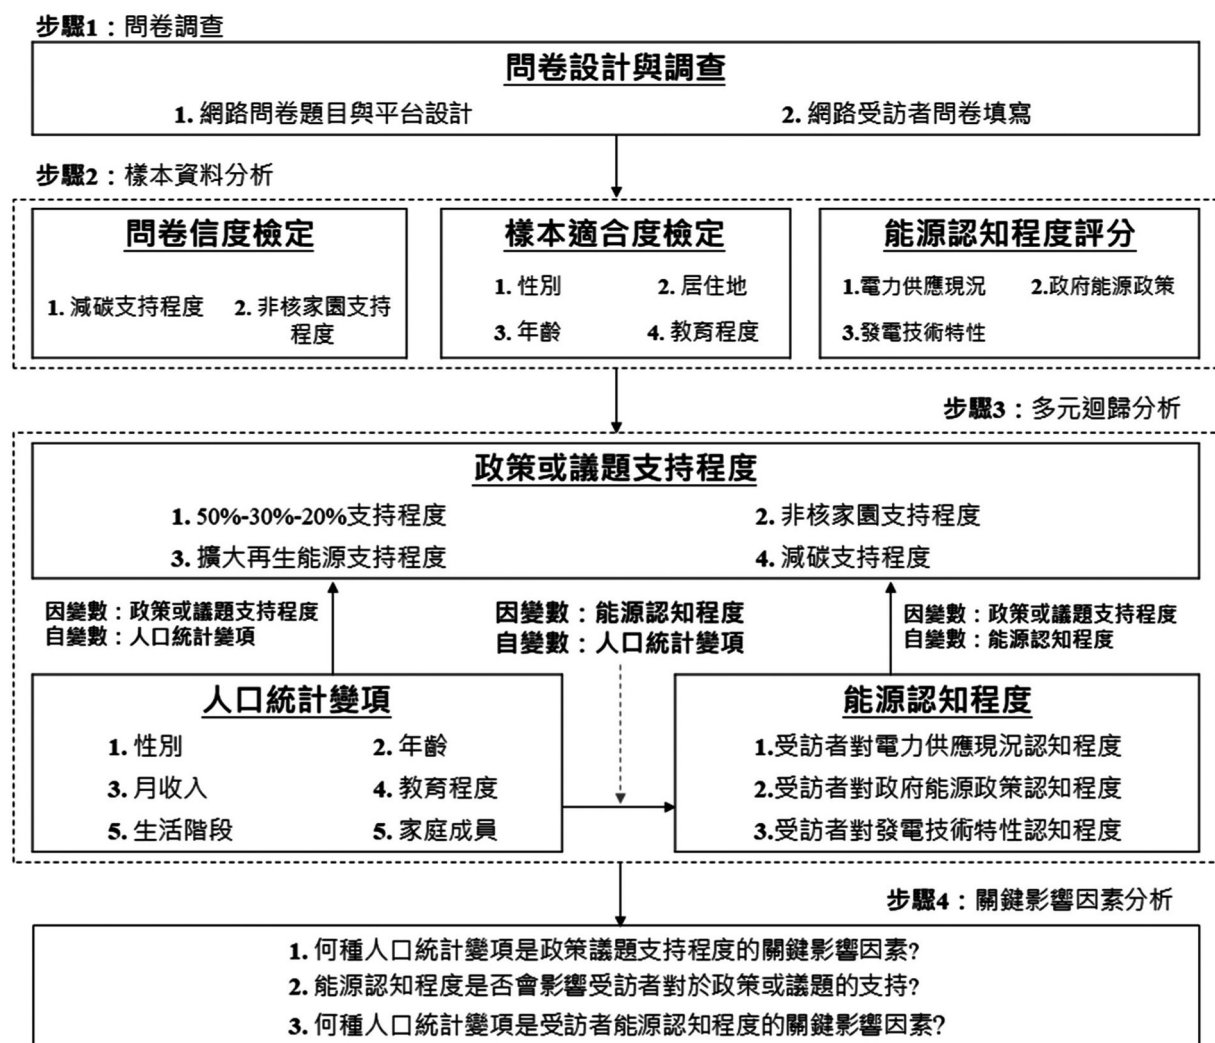 步驟1：問卷調查
問卷設計與調查
1. 網路問卷題目與平台設計
2. 網路受訪者問卷填寫
步驟2：樣本資料分析
問卷信度檢定
1. 減碳支持程度
2. 非核家園支持
程度
樣本適合度檢定
1. 性別
2. 居住地
3. 年齡
4. 教育程度
能源認知程度評分
1.電力供應現況
2.政府能源政策
3.發電技術特性
步驟3：多元迴歸分析
政策或議題支持程度
1. 50%-30%-20%支持程度
2. 非核家園支持程度
3. 擴大再生能源支持程度
4. 減碳支持程度
因變數：政策或議題支持程度
自變數：人口統計變項
因變數：能源認知程度
自變數：人口統計變項
因變數：政策或議題支持程度
自變數：能源認知程度
人口統計變項
1. 性別
2. 年齡
3. 月收入
4. 教育程度
5. 生活階段
5. 家庭成員
能源認知程度
1.受訪者對電力供應現況認知程度
2.受訪者對政府能源政策認知程度
3.受訪者對發電技術特性認知程度
步驟4：關鍵影響因素分析
1. 何種人口統計變項是政策議題支持程度的關鍵影響因素?
2. 能源認知程度是否會影響受訪者對於政策或議題的支持?
3. 何種人口統計變項是受訪者能源認知程度的關鍵影響因素?